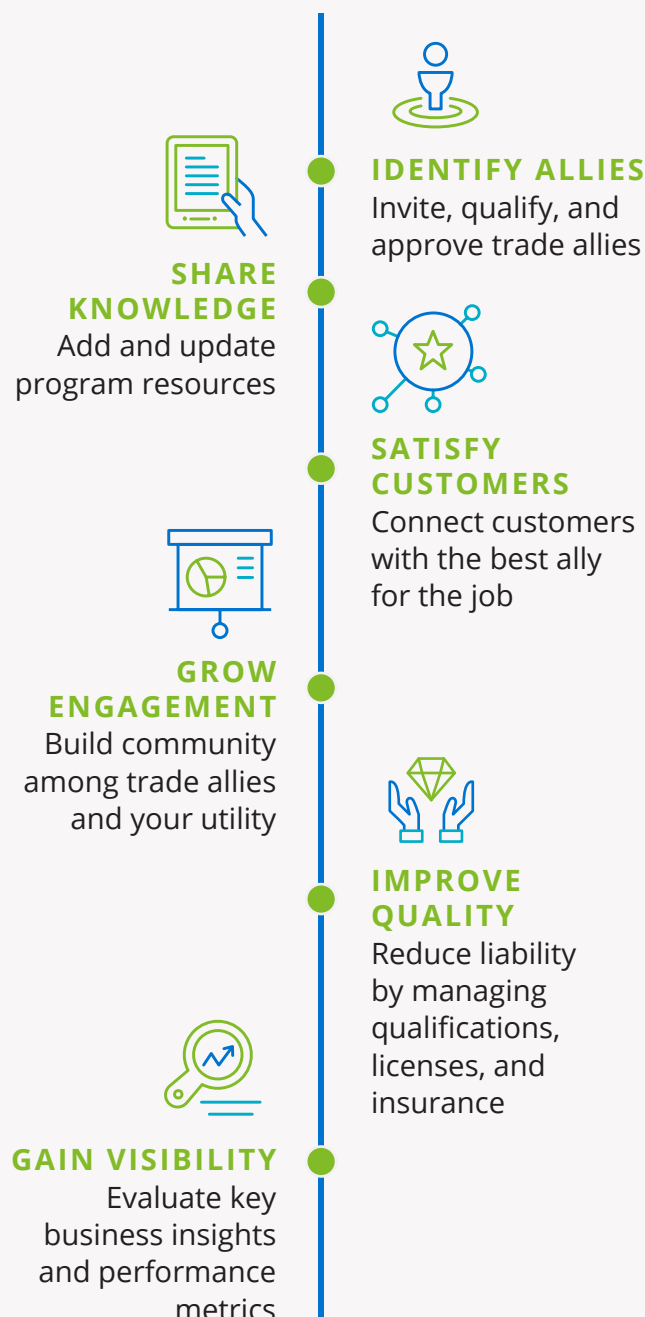 IDENTIFY ALLIES
Invite, qualify, and
approve trade allies
SHARE
KNOWLEDGE
Add and update
program resources
SATISFY
CUSTOMERS
Connect customers
with the best ally
for the job
GROW
ENGAGEMENT
Build community
among trade allies
and your utility
IMPROVE
QUALITY
Reduce liability
by managing
qualifications,
licenses, and
insurance
GAIN VISIBILITY
Evaluate key
business insights
and performance
metrics